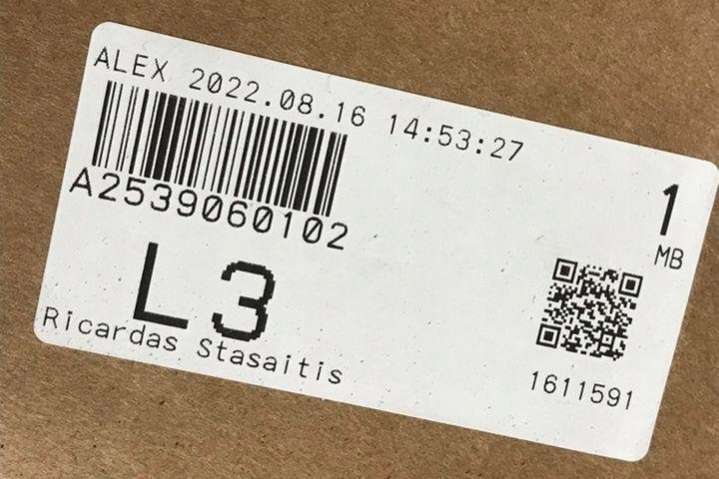 ALEX 2022.08.16 14:53:27
A2539060102
1
MB
L3
Ricardas Stasaitis
1611591